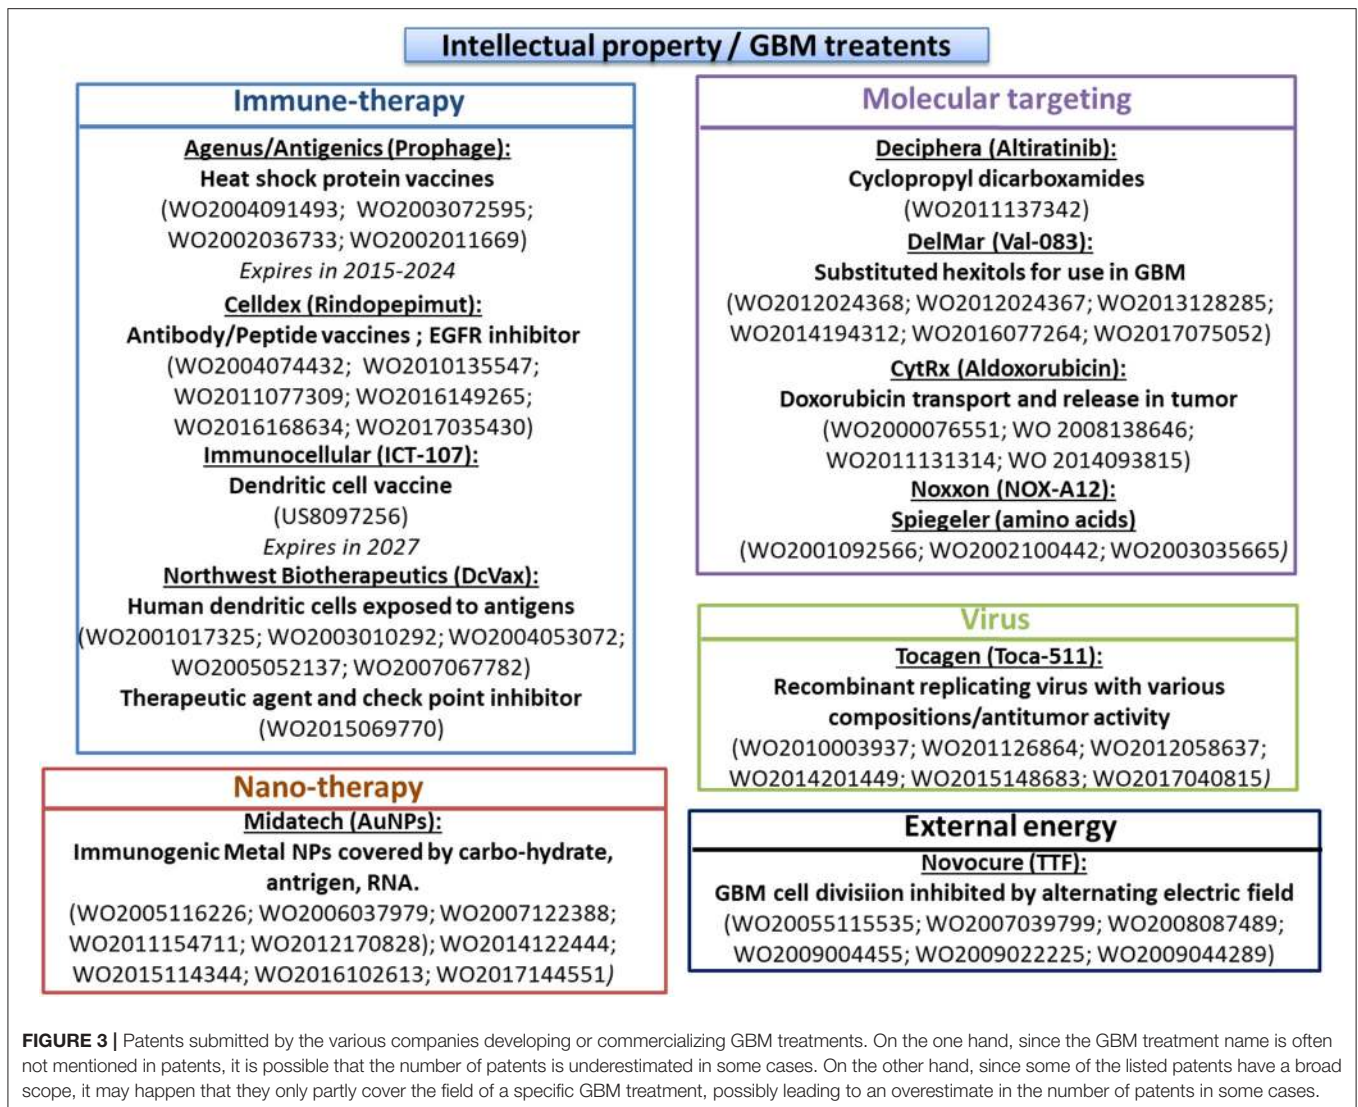 Intellectual property / GBM treatents
Immune-therapy
Agenus/Antigenics (Prophage):
Heat shock protein vaccines
(WO2004091493; WO2003072595;
WO2002036733; WO2002011669)
Expires in 2015-2024
Celldex (Rindopepimut):
Antibody/Peptide vaccines ; EGFR inhibitor
(WO2004074432; WO2010135547;
WO2011077309; WO2016149265;
WO2016168634; WO2017035430)
Immunocellular (ICT-107):
Dendritic cell vaccine
(US8097256)
Expires in 2027
Northwest Biotherapeutics (DcVax):
Human dendritic cells exposed to antigens
(WO2001017325; WO2003010292; WO2004053072;
WO2005052137; WO2007067782)
Therapeutic agent and check point inhibitor
(WO2015069770)
Nano-therapy
Midatech (AuNPs):
Immunogenic Metal NPs covered by carbo-hydrate,
antrigen, RNA.
(WO2005116226; WO2006037979; WO2007122388;
WO2011154711; WO2012170828); WO2014122444;
WO2015114344; WO2016102613; WO2017144551)
Molecular targeting
Deciphera (Altiratinib):
Cyclopropyl dicarboxamides
(WO2011137342)
DelMar (Val-083):
Substituted hexitols for use in GBM
(WO2012024368; WO2012024367; WO2013128285;
WO2014194312; WO2016077264; WO2017075052)
CytRx (Aldoxorubicin):
Doxorubicin transport and release in tumor
(WO2000076551; WO 2008138646;
WO2011131314; WO 2014093815)
Noxxon (NOX-A12):
Spiegeler (amino acids)
(WO2001092566; WO2002100442; WO2003035665)
Virus
Tocagen (Toca-511):
Recombinant replicating virus with various
compositions/antitumor activity
(WO2010003937; WO201126864; WO2012058637;
WO2014201449; WO2015148683; WO2017040815)
External energy
Novocure (TTF):
GBM cell divisiion inhibited by alternating electric field
(WO20055115535; WO2007039799; WO2008087489;
WO2009004455; WO2009022225; WO2009044289)
FIGURE 3 | Patents submitted by the various companies developing or commercializing GBM treatments. On the one hand, since the GBM treatment name is often
not mentioned in patents, it is possible that the number of patents is underestimated in some cases. On the other hand, since some of the listed patents have a broad
scope, it may happen that they only partly cover the field of a specific GBM treatment, possibly leading to an overestimate in the number of patents in some cases.